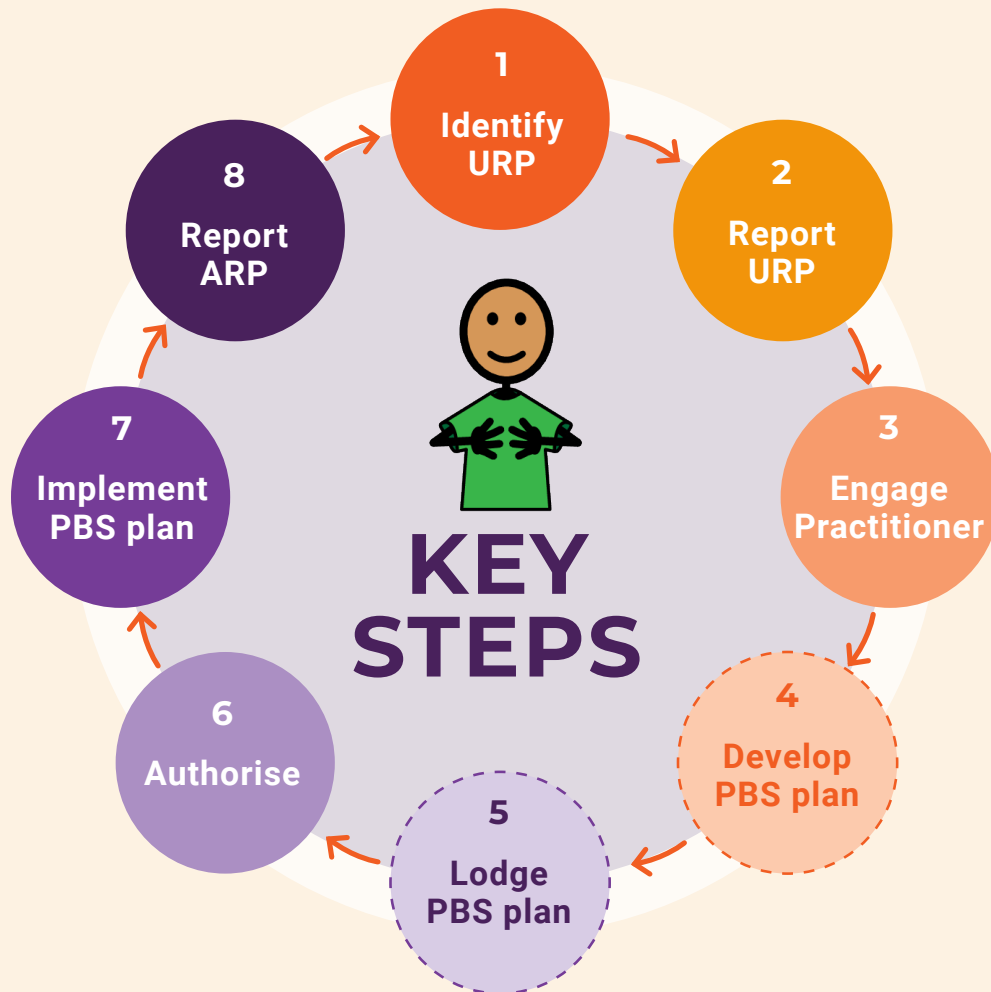 1
Identify
URP
2
Report
URP
3
Engage
Practitioner
4
Develop
PBS plan
5
Lodge
PBS plan
6
Authorise
7
Implement
PBS plan
8
Report
ARP
KEY
STEPS